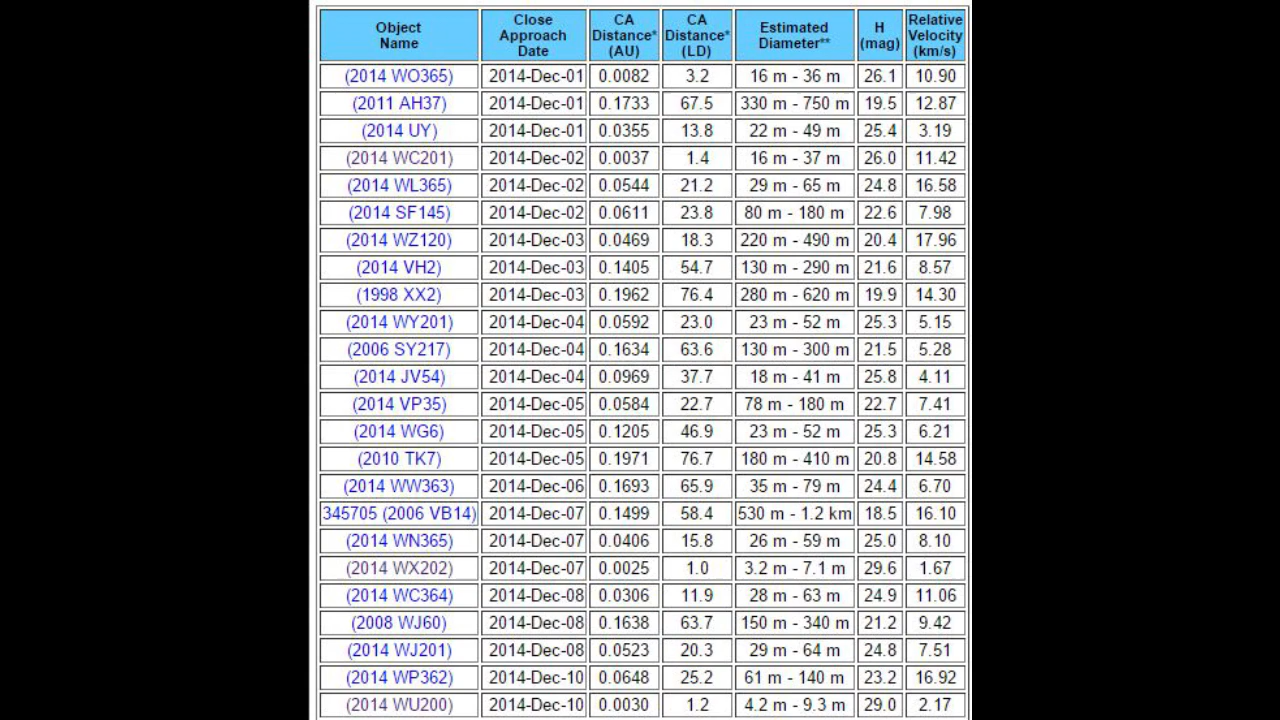 Object Name | Close Approach Date | CA Distance* (AU) | CA Distance* (LD) | Estimated Diameter** | H (mag) | Relative Velocity (km/s)
(2014 WO365) 2014-Dec-01 0.0082 3.2 16 m - 36 m 26.1 10.90
(2011 AH37) 2014-Dec-01 0.1733 67.5 330 m - 750 m 19.5 12.87
(2014 UY) 2014-Dec-01 0.0355 13.8 22 m - 49 m 25.4 3.19
(2014 WC201) 2014-Dec-02 0.0037 1.4 16 m - 37 m 26.0 11.42
(2014 WL365) 2014-Dec-02 0.0544 21.2 29 m - 65 m 24.8 16.58
(2014 SF145) 2014-Dec-02 0.0611 23.8 80 m - 180 m 22.6 7.98
(2014 WZ120) 2014-Dec-03 0.0469 18.3 220 m - 490 m 20.4 17.96
(2014 VH2) 2014-Dec-03 0.1405 54.7 130 m - 290 m 21.6 8.57
(1998 XX2) 2014-Dec-03 0.1962 76.4 280 m - 620 m 19.9 14.30
(2014 WY201) 2014-Dec-04 0.0592 23.0 23 m - 52 m 25.3 5.15
(2006 SY217) 2014-Dec-04 0.1634 63.6 130 m - 300 m 21.5 5.28
(2014 JV54) 2014-Dec-04 0.0969 37.7 18 m - 41 m 25.8 4.11
(2014 VP35) 2014-Dec-05 0.0584 22.7 78 m - 180 m 22.7 7.41
(2014 WG6) 2014-Dec-05 0.1205 46.9 23 m - 52 m 25.3 6.21
(2010 TK7) 2014-Dec-05 0.1971 76.7 180 m - 410 m 20.8 14.58
(2014 WW363) 2014-Dec-06 0.1693 65.9 35 m - 79 m 24.4 6.70
345705 (2006 VB14) 2014-Dec-07 0.1499 58.4 530 m - 1.2 km 18.5 16.10
(2014 WN365) 2014-Dec-07 0.0406 15.8 26 m - 59 m 25.0 8.10
(2014 WX202) 2014-Dec-07 0.0025 1.0 3.2 m - 7.1 m 29.6 1.67
(2014 WC364) 2014-Dec-08 0.0306 11.9 28 m - 63 m 24.9 11.06
(2008 WJ60) 2014-Dec-08 0.1638 63.7 150 m - 340 m 21.2 9.42
(2014 WJ201) 2014-Dec-08 0.0523 20.3 29 m - 64 m 24.8 7.51
(2014 WP362) 2014-Dec-10 0.0648 25.2 61 m - 140 m 23.2 16.92
(2014 WU200) 2014-Dec-10 0.0030 1.2 4.2 m - 9.3 m 29.0 2.17